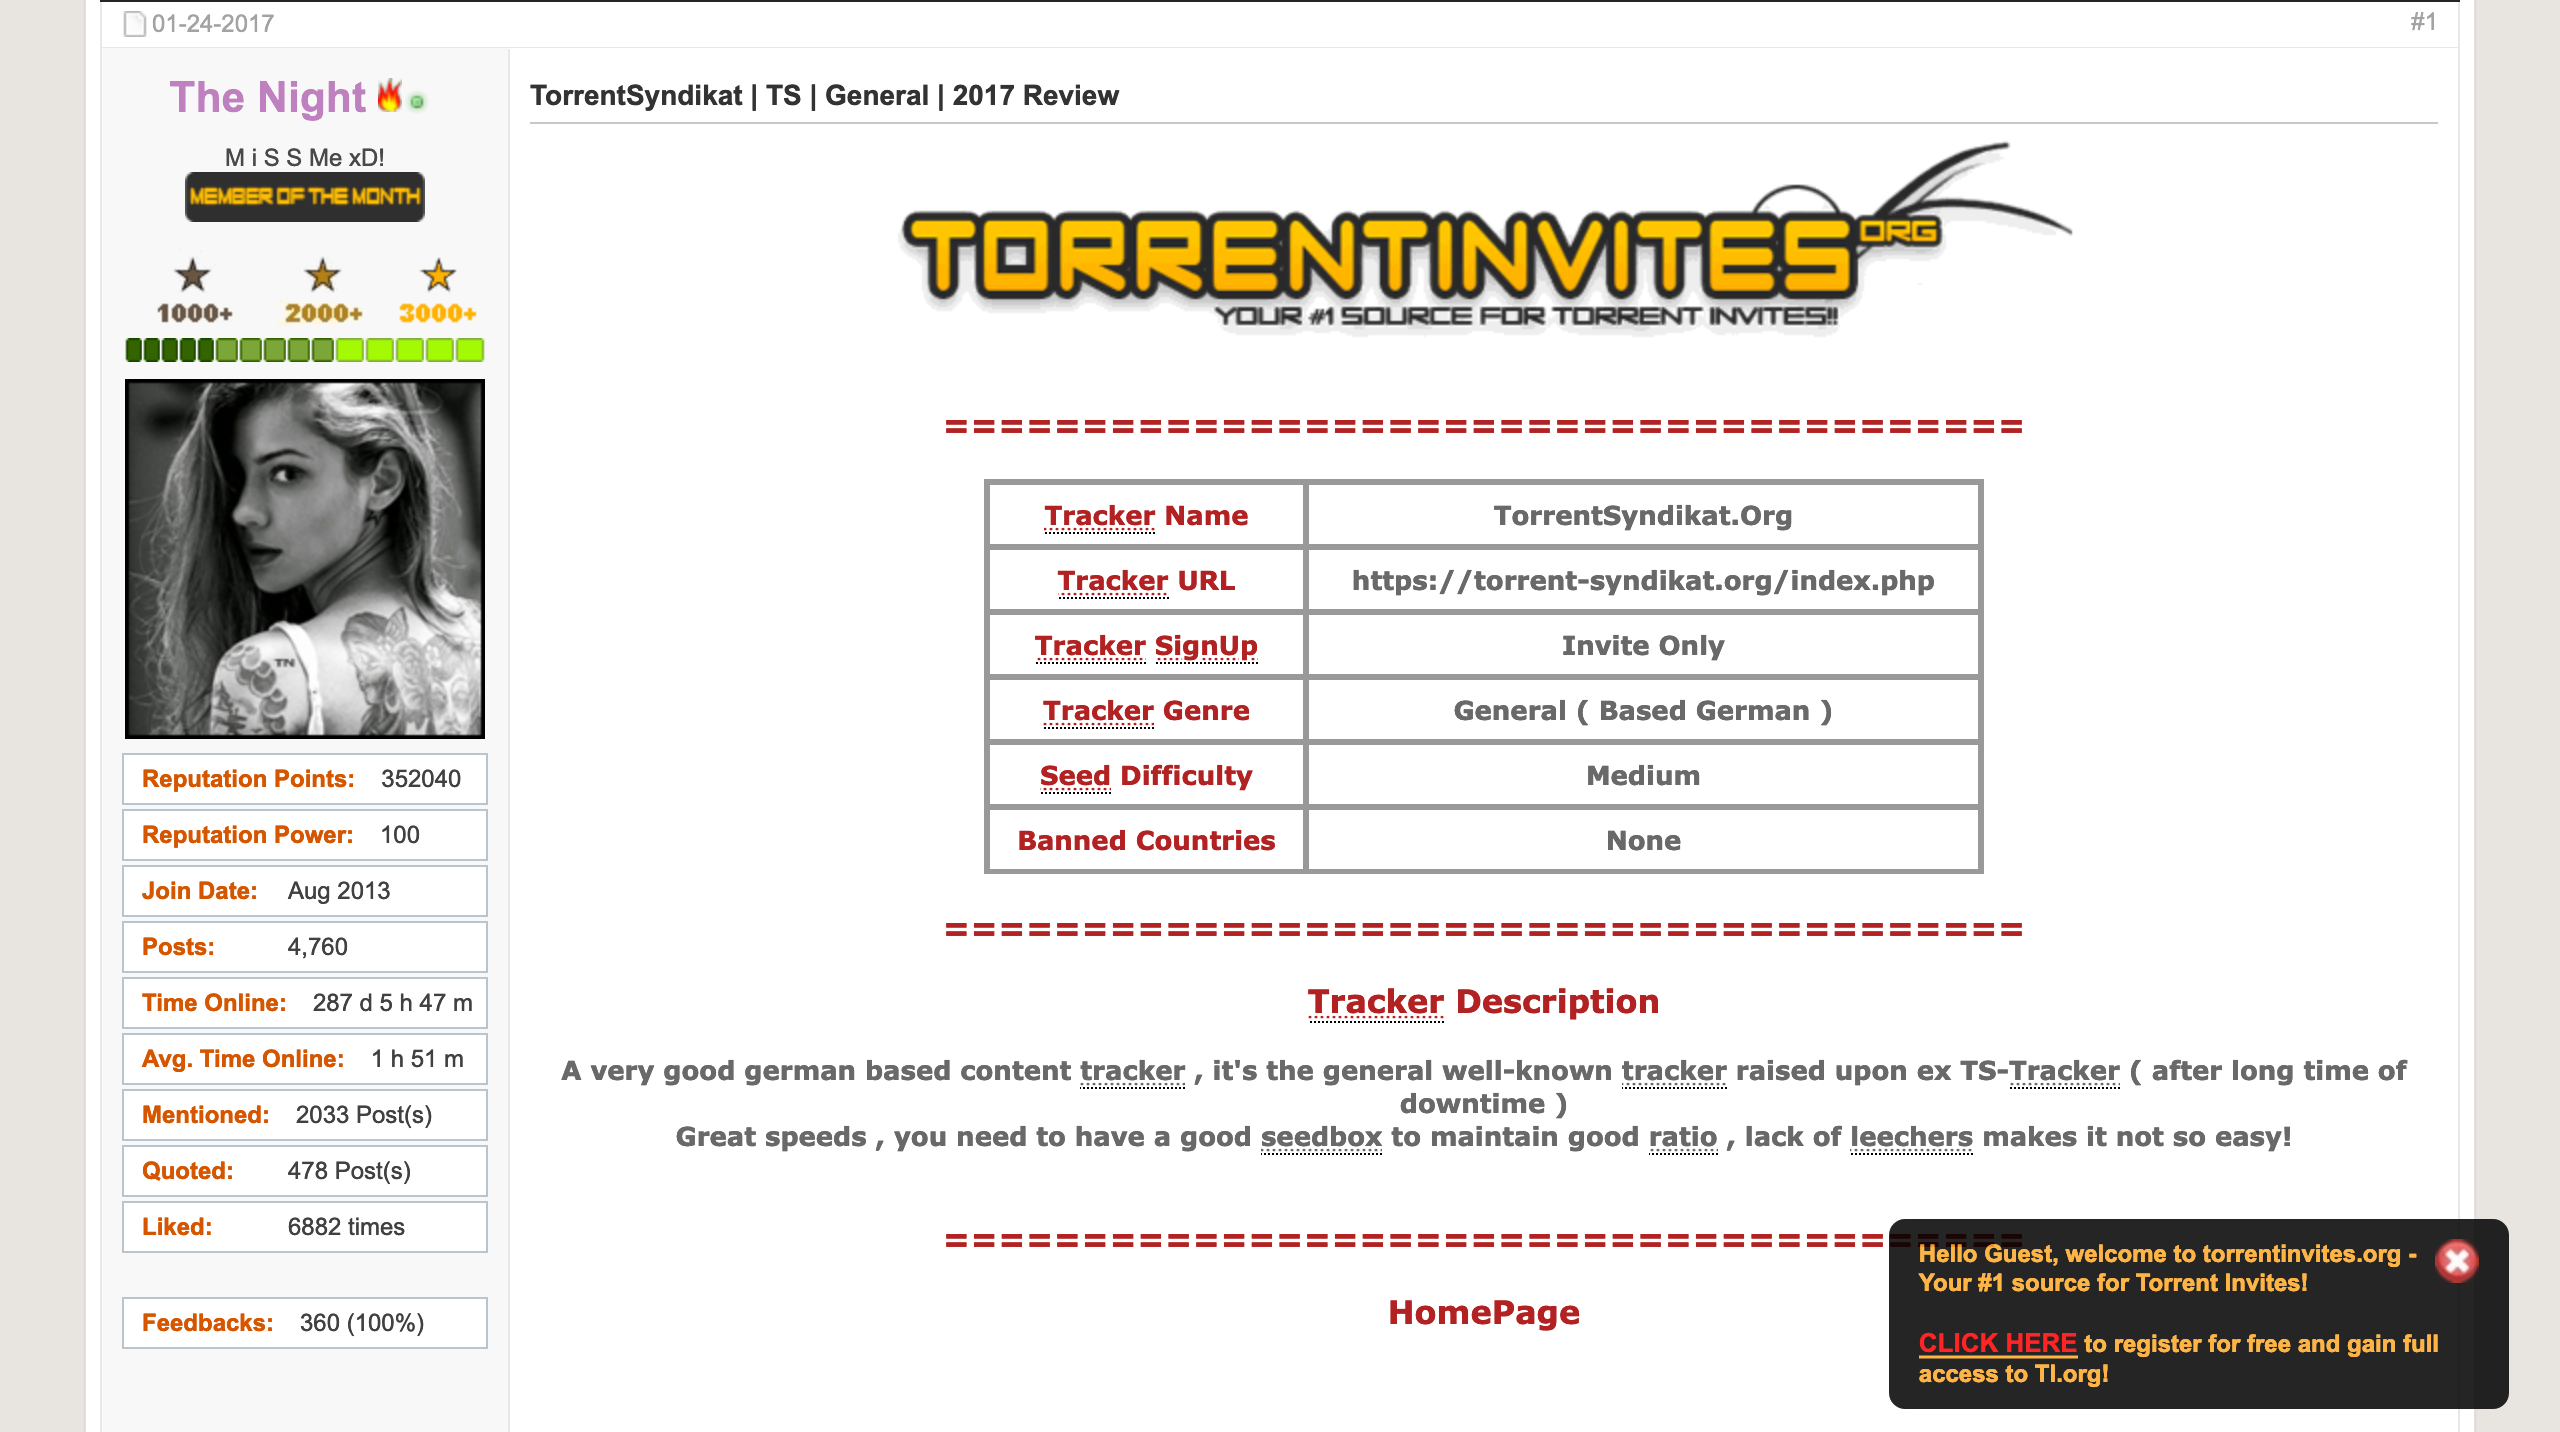 01-24-2017
#1
The Night
M i S S Me xD!
MEMBER OF THE MONTH
1000+ 2000+ 3000+
TN
Reputation Points: 352040
Reputation Power: 100
Join Date: Aug 2013
Posts: 4,760
Time Online: 287 d 5 h 47 m
Avg. Time Online: 1 h 51 m
Mentioned: 2033 Post(s)
Quoted: 478 Post(s)
Liked: 6882 times
Feedbacks: 360 (100%)
TorrentSyndikat | TS | General | 2017 Review
TORRENTINVITES.ORG
YOUR #1 SOURCE FOR TORRENT INVITES!!
=======================================
Tracker Name TorrentSyndikat.Org
Tracker URL https://torrent-syndikat.org/index.php
Tracker SignUp Invite Only
Tracker Genre General ( Based German )
Seed Difficulty Medium
Banned Countries None
=======================================
Tracker Description
A very good german based content tracker , it's the general well-known tracker raised upon ex TS-Tracker ( after long time of
downtime )
Great speeds , you need to have a good seedbox to maintain good ratio , lack of leechers makes it not so easy!
=======================================
HomePage
Hello Guest, welcome to torrentinvites.org -
Your #1 source for Torrent Invites!
CLICK HERE to register for free and gain full
access to TI.org!